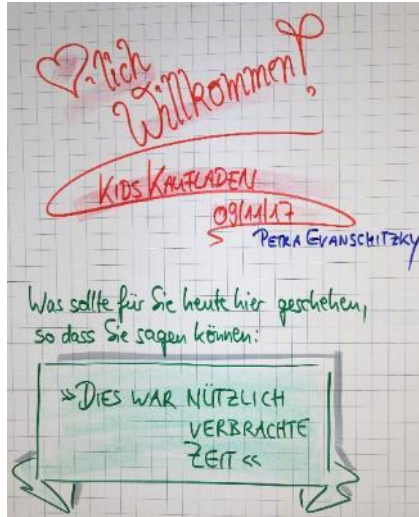 ♥-lich
Willkommen!
KIDS KAUFLADEN
09/11/17
PETRA EVANSCHITZKY
Was sollte für Sie heute hier geschehen,
so dass Sie sagen können:
»DIES WAR NÜTZLICH
VERBRACHTE
ZEIT«